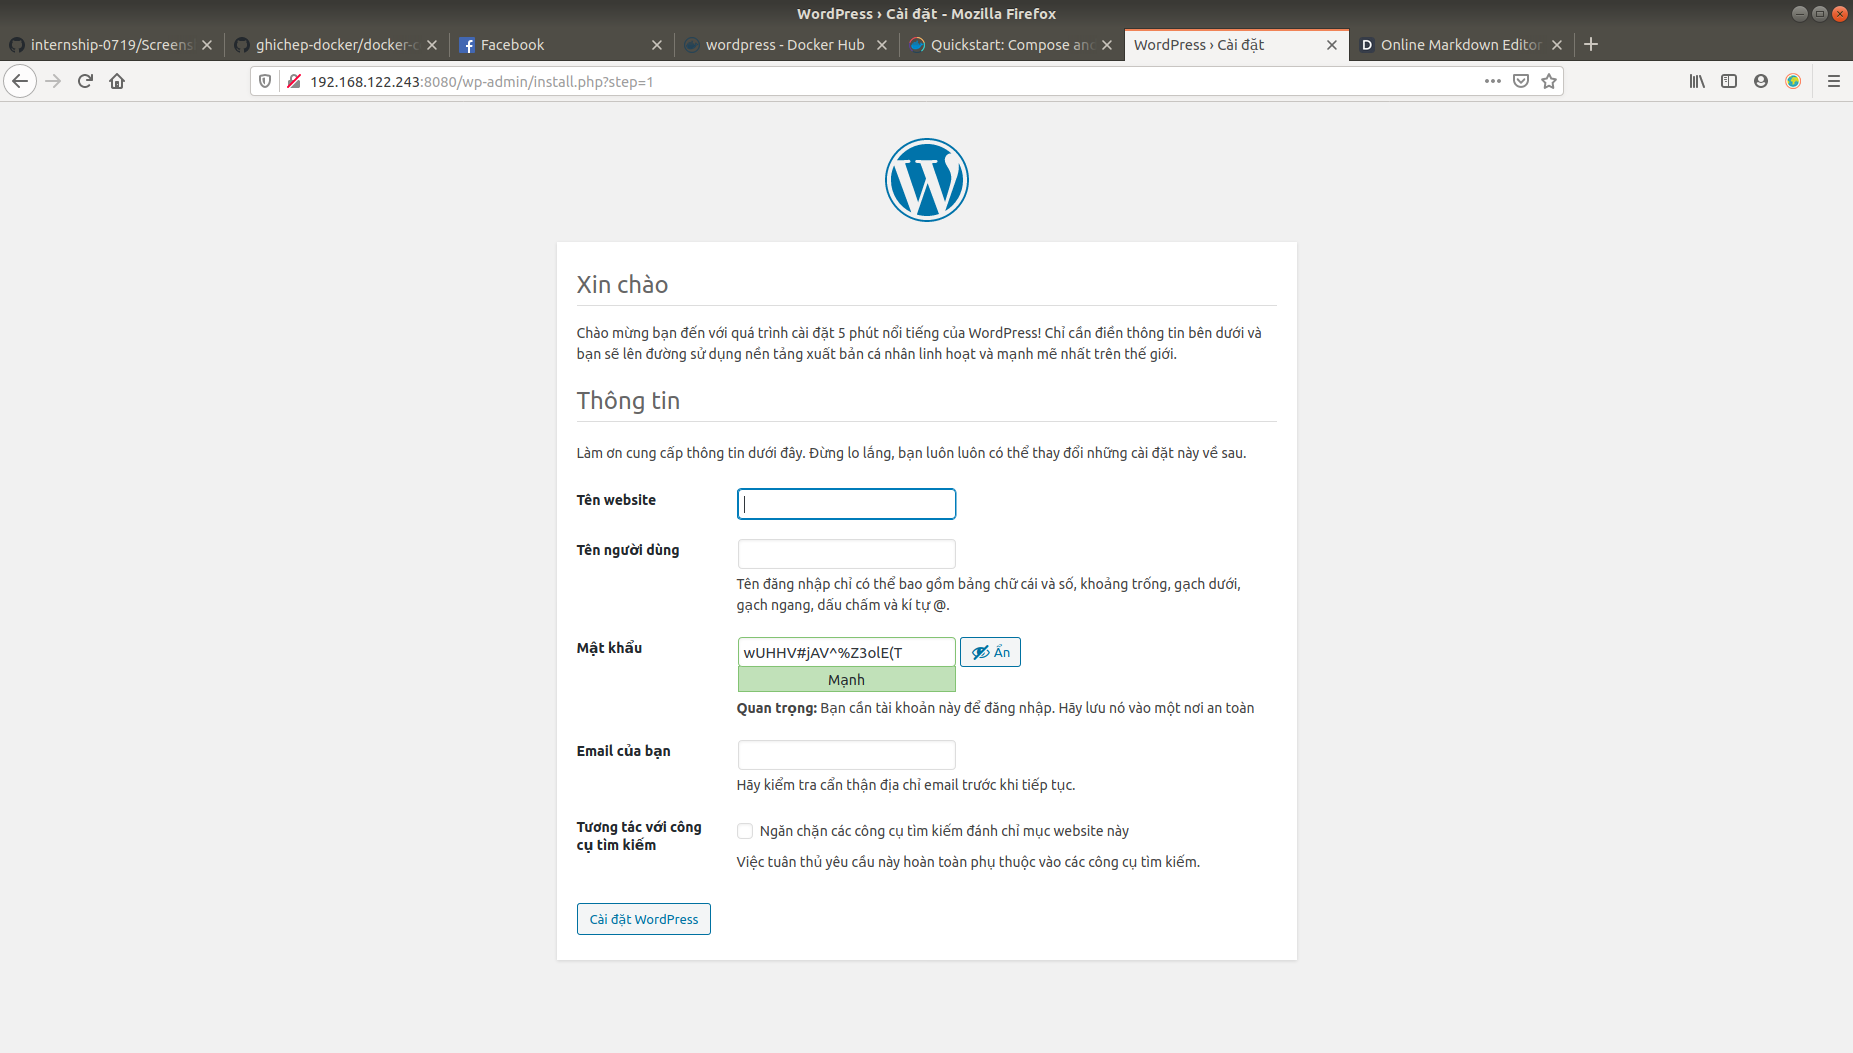 WordPress › Cài đặt - Mozilla Firefox
internship-0719/Screens
ghichep-docker/docker-c
Facebook
wordpress - Docker Hub
Quickstart: Compose and
WordPress › Cài đặt
Online Markdown Editor
192.168.122.243:8080/wp-admin/install.php?step=1
Xin chào
Chào mừng bạn đến với quá trình cài đặt 5 phút nổi tiếng của WordPress! Chỉ cần điền thông tin bên dưới và
bạn sẽ lên đường sử dụng nền tảng xuất bản cá nhân linh hoạt và mạnh mẽ nhất trên thế giới.
Thông tin
Làm ơn cung cấp thông tin dưới đây. Đừng lo lắng, bạn luôn luôn có thể thay đổi những cài đặt này về sau.
Tên website
Tên người dùng
Tên đăng nhập chỉ có thể bao gồm bảng chữ cái và số, khoảng trống, gạch dưới,
gạch ngang, dấu chấm và kí tự @.
Mật khẩu
wUHHV#jAV^%Z3olE(T
Ẩn
Mạnh
Quan trọng: Bạn cần tài khoản này để đăng nhập. Hãy lưu nó vào một nơi an toàn
Email của bạn
Hãy kiểm tra cẩn thận địa chỉ email trước khi tiếp tục.
Tương tác với công
cụ tìm kiếm
Ngăn chặn các công cụ tìm kiếm đánh chỉ mục website này
Việc tuân thủ yêu cầu này hoàn toàn phụ thuộc vào các công cụ tìm kiếm.
Cài đặt WordPress